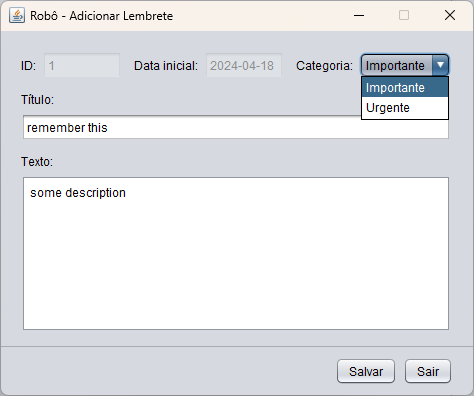 Robô - Adicionar Lembrete
ID: 1 Data inicial: 2024-04-18 Categoria: Importante
Importante
Urgente
Título:
remember this
Texto:
some description
Salvar Sair